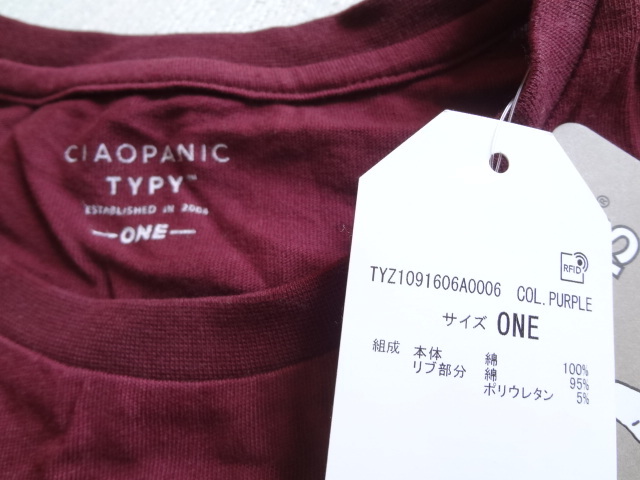 CIAOPANIC
TYPY™
ESTABLISHED IN 2006
—ONE—
RFID
TYZ1091606A0006 COL.PURPLE
サイズ ONE
組成 本体 綿 100%
リブ部分 綿 95%
ポリウレタン 5%
®